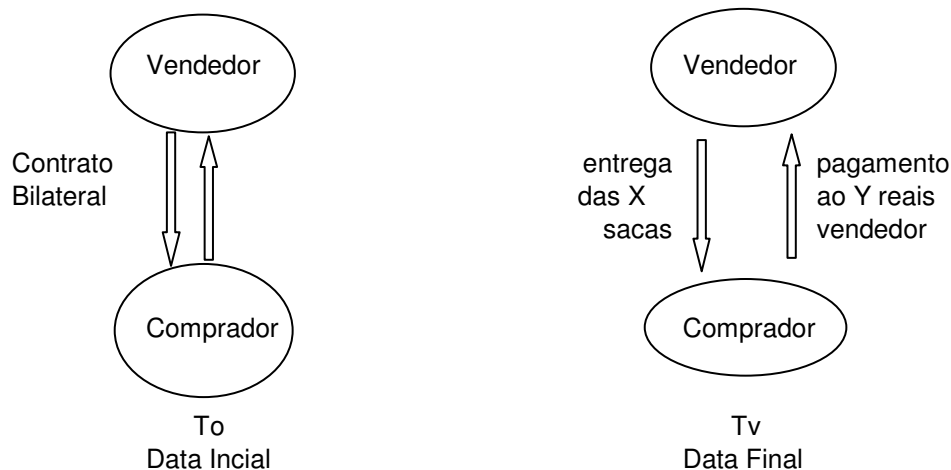 Vendedor
Contrato
Bilateral
Comprador
To
Data Incial
Vendedor
entrega
das X
sacas
pagamento
ao Y reais
vendedor
Comprador
Tv
Data Final